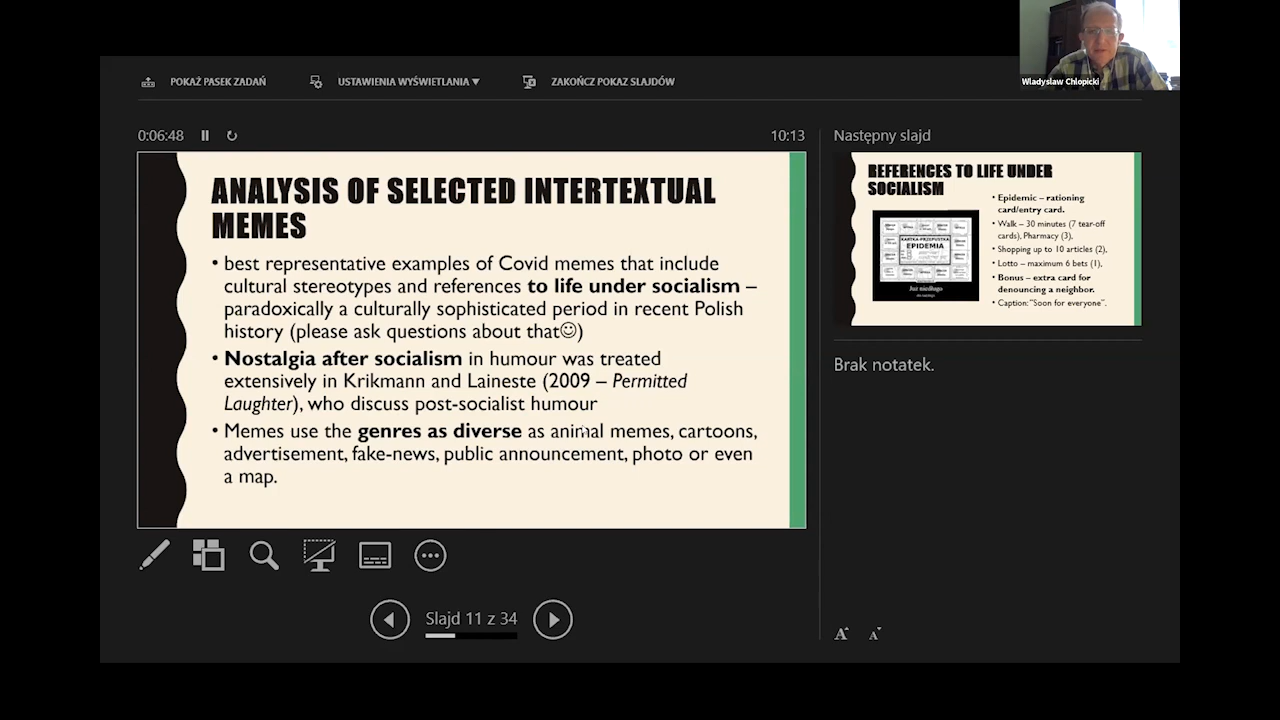 Wladyslaw Chlopicki
POKAŻ PASEK ZADAŃ
USTAWIENIA WYŚWIETLANIA ▼
ZAKOŃCZ POKAZ SLAJDÓW
0:06:48
10:13
ANALYSIS OF SELECTED INTERTEXTUAL
MEMES
• best representative examples of Covid memes that include
cultural stereotypes and references to life under socialism –
paradoxically a culturally sophisticated period in recent Polish
history (please ask questions about that☺)
• Nostalgia after socialism in humour was treated
extensively in Krikmann and Laineste (2009 – Permitted
Laughter), who discuss post-socialist humour
• Memes use the genres as diverse as animal memes, cartoons,
advertisement, fake-news, public announcement, photo or even
a map.
Slajd 11 z 34
Następny slajd
REFERENCES TO LIFE UNDER
SOCIALISM
KARTKA-PRZEPUSTKA
EPIDEMIA
Już niedługo
• Epidemic – rationing
card/entry card.
• Walk – 30 minutes (7 tear-off
cards), Pharmacy (3),
• Shopping up to 10 articles (2),
• Lotto – maximum 6 bets (1),
• Bonus – extra card for
denouncing a neighbor.
• Caption: "Soon for everyone".
Brak notatek.
A A